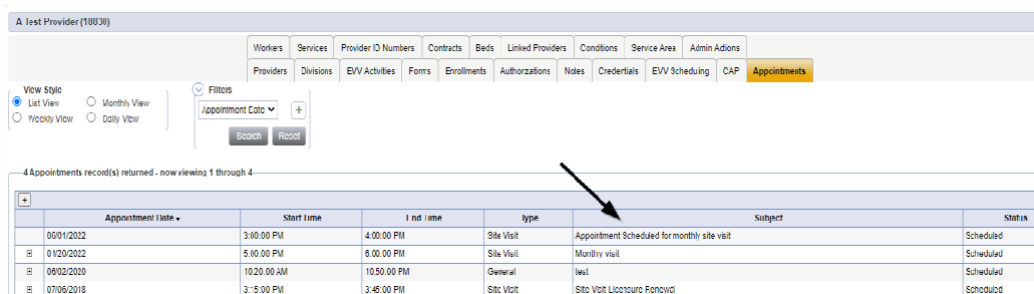 A Test Provider (18830)
Workers Services Provider ID Numbers Contracts Beds Linked Providers Conditions Service Area Admin Actions
Providers Divisions EVV Activities Forms Enrollments Authorizations Notes Credentials EVV Scheduling CAP Appointments
View Style
List View Monthly View
Weekly View Daily View
Filters
Appointment Date +
Search Reset
4 Appointments record(s) returned - now viewing 1 through 4
+
Appointment Date Start Time End Time Type Subject Status
06/01/2022 3:00:00 PM 4:00:00 PM Site Visit Appointment Scheduled for monthly site visit Scheduled
01/20/2022 5:00:00 PM 6:00:00 PM Site Visit Monthly visit Scheduled
06/02/2020 10:20:00 AM 10:50:00 PM General test Scheduled
07/06/2018 3:15:00 PM 3:45:00 PM Site Visit Site Visit Licensure Renewal Scheduled